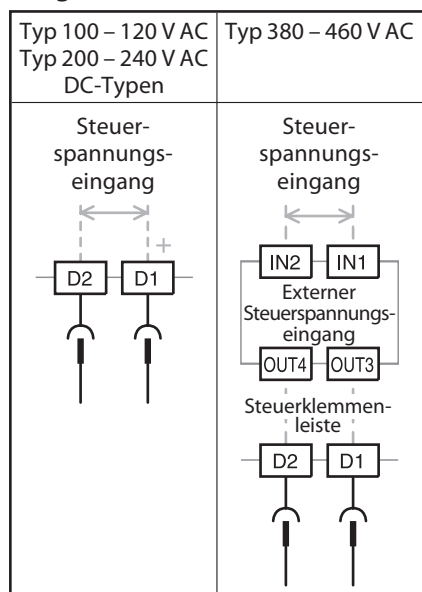 Typ 100 – 120 V AC
Typ 200 – 240 V AC
DC-Typen
Typ 380 – 460 V AC
Steuer-
spannungs-
eingang
+
D2
D1
Steuer-
spannungs-
eingang
IN2
IN1
Externer
Steuerspannungs-
eingang
OUT4
OUT3
Steuerklemmen-
leiste
D2
D1